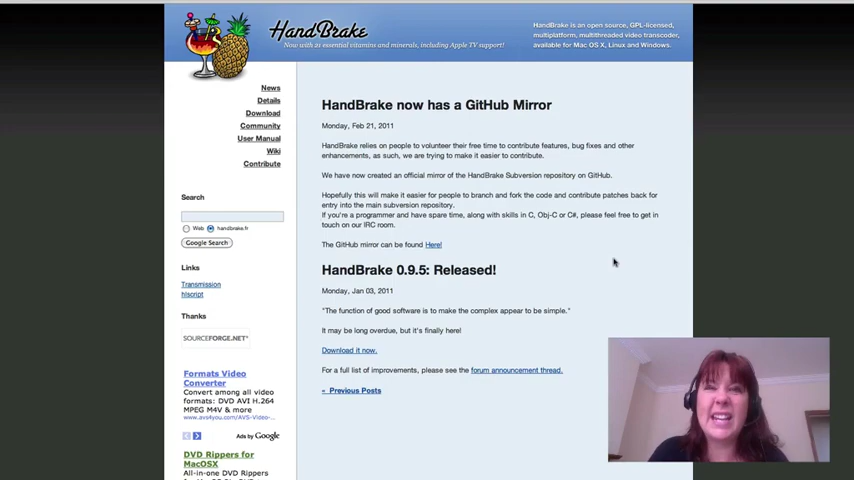 HandBrake
Now with 21 essential vitamins and minerals, including Apple TV support!
HandBrake is an open source, GPL-licensed,
multiplatform, multithreaded video transcoder,
available for Mac OS X, Linux and Windows.
News
Details
Download
Community
User Manual
Wiki
Contribute
Search
Web handbrake.fr
Google Search
Links
Transmission
hlscript
Thanks
SOURCEFORGE.NET®
Formats Video
Converter
Convert among all video
formats: DVD AVI H.264
MPEG M4V & more
www.avs4you.com/AVS-Video-...
Ads by Google
DVD Rippers for
MacOSX
All-in-one DVD Rippers
HandBrake now has a GitHub Mirror
Monday, Feb 21, 2011
HandBrake relies on people to volunteer their free time to contribute features, bug fixes and other
enhancements, as such, we are trying to make it easier to contribute.
We have now created an official mirror of the HandBrake Subversion repository on GitHub.
Hopefully this will make it easier for people to branch and fork the code and contribute patches back for
entry into the main subversion repository.
If you're a programmer and have spare time, along with skills in C, Obj-C or C#, please feel free to get in
touch on our IRC room.
The GitHub mirror can be found Here!
HandBrake 0.9.5: Released!
Monday, Jan 03, 2011
"The function of good software is to make the complex appear to be simple."
It may be long overdue, but it's finally here!
Download it now.
For a full list of improvements, please see the forum announcement thread.
« Previous Posts